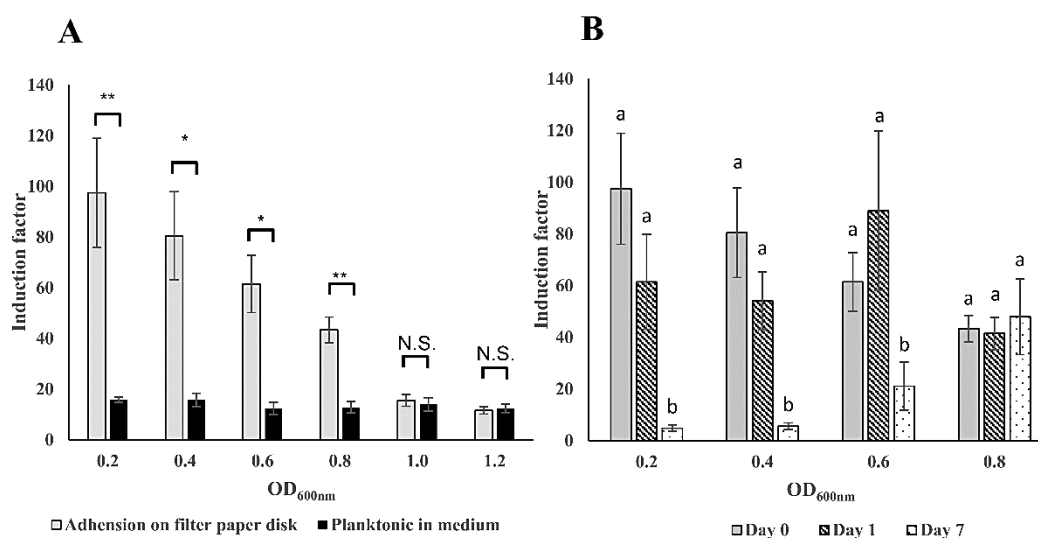 A
Induction factor
140
120
100
80
60
40
20
0
**
*
*
**
N.S.
N.S.
0.2 0.4 0.6 0.8 1.0 1.2
OD600nm
Adhension on filter paper disk Planktonic in medium
B
Induction factor
140
120
100
80
60
40
20
0
a a b
a a b
a a b
a a a
0.2 0.4 0.6 0.8
OD600nm
Day 0 Day 1 Day 7